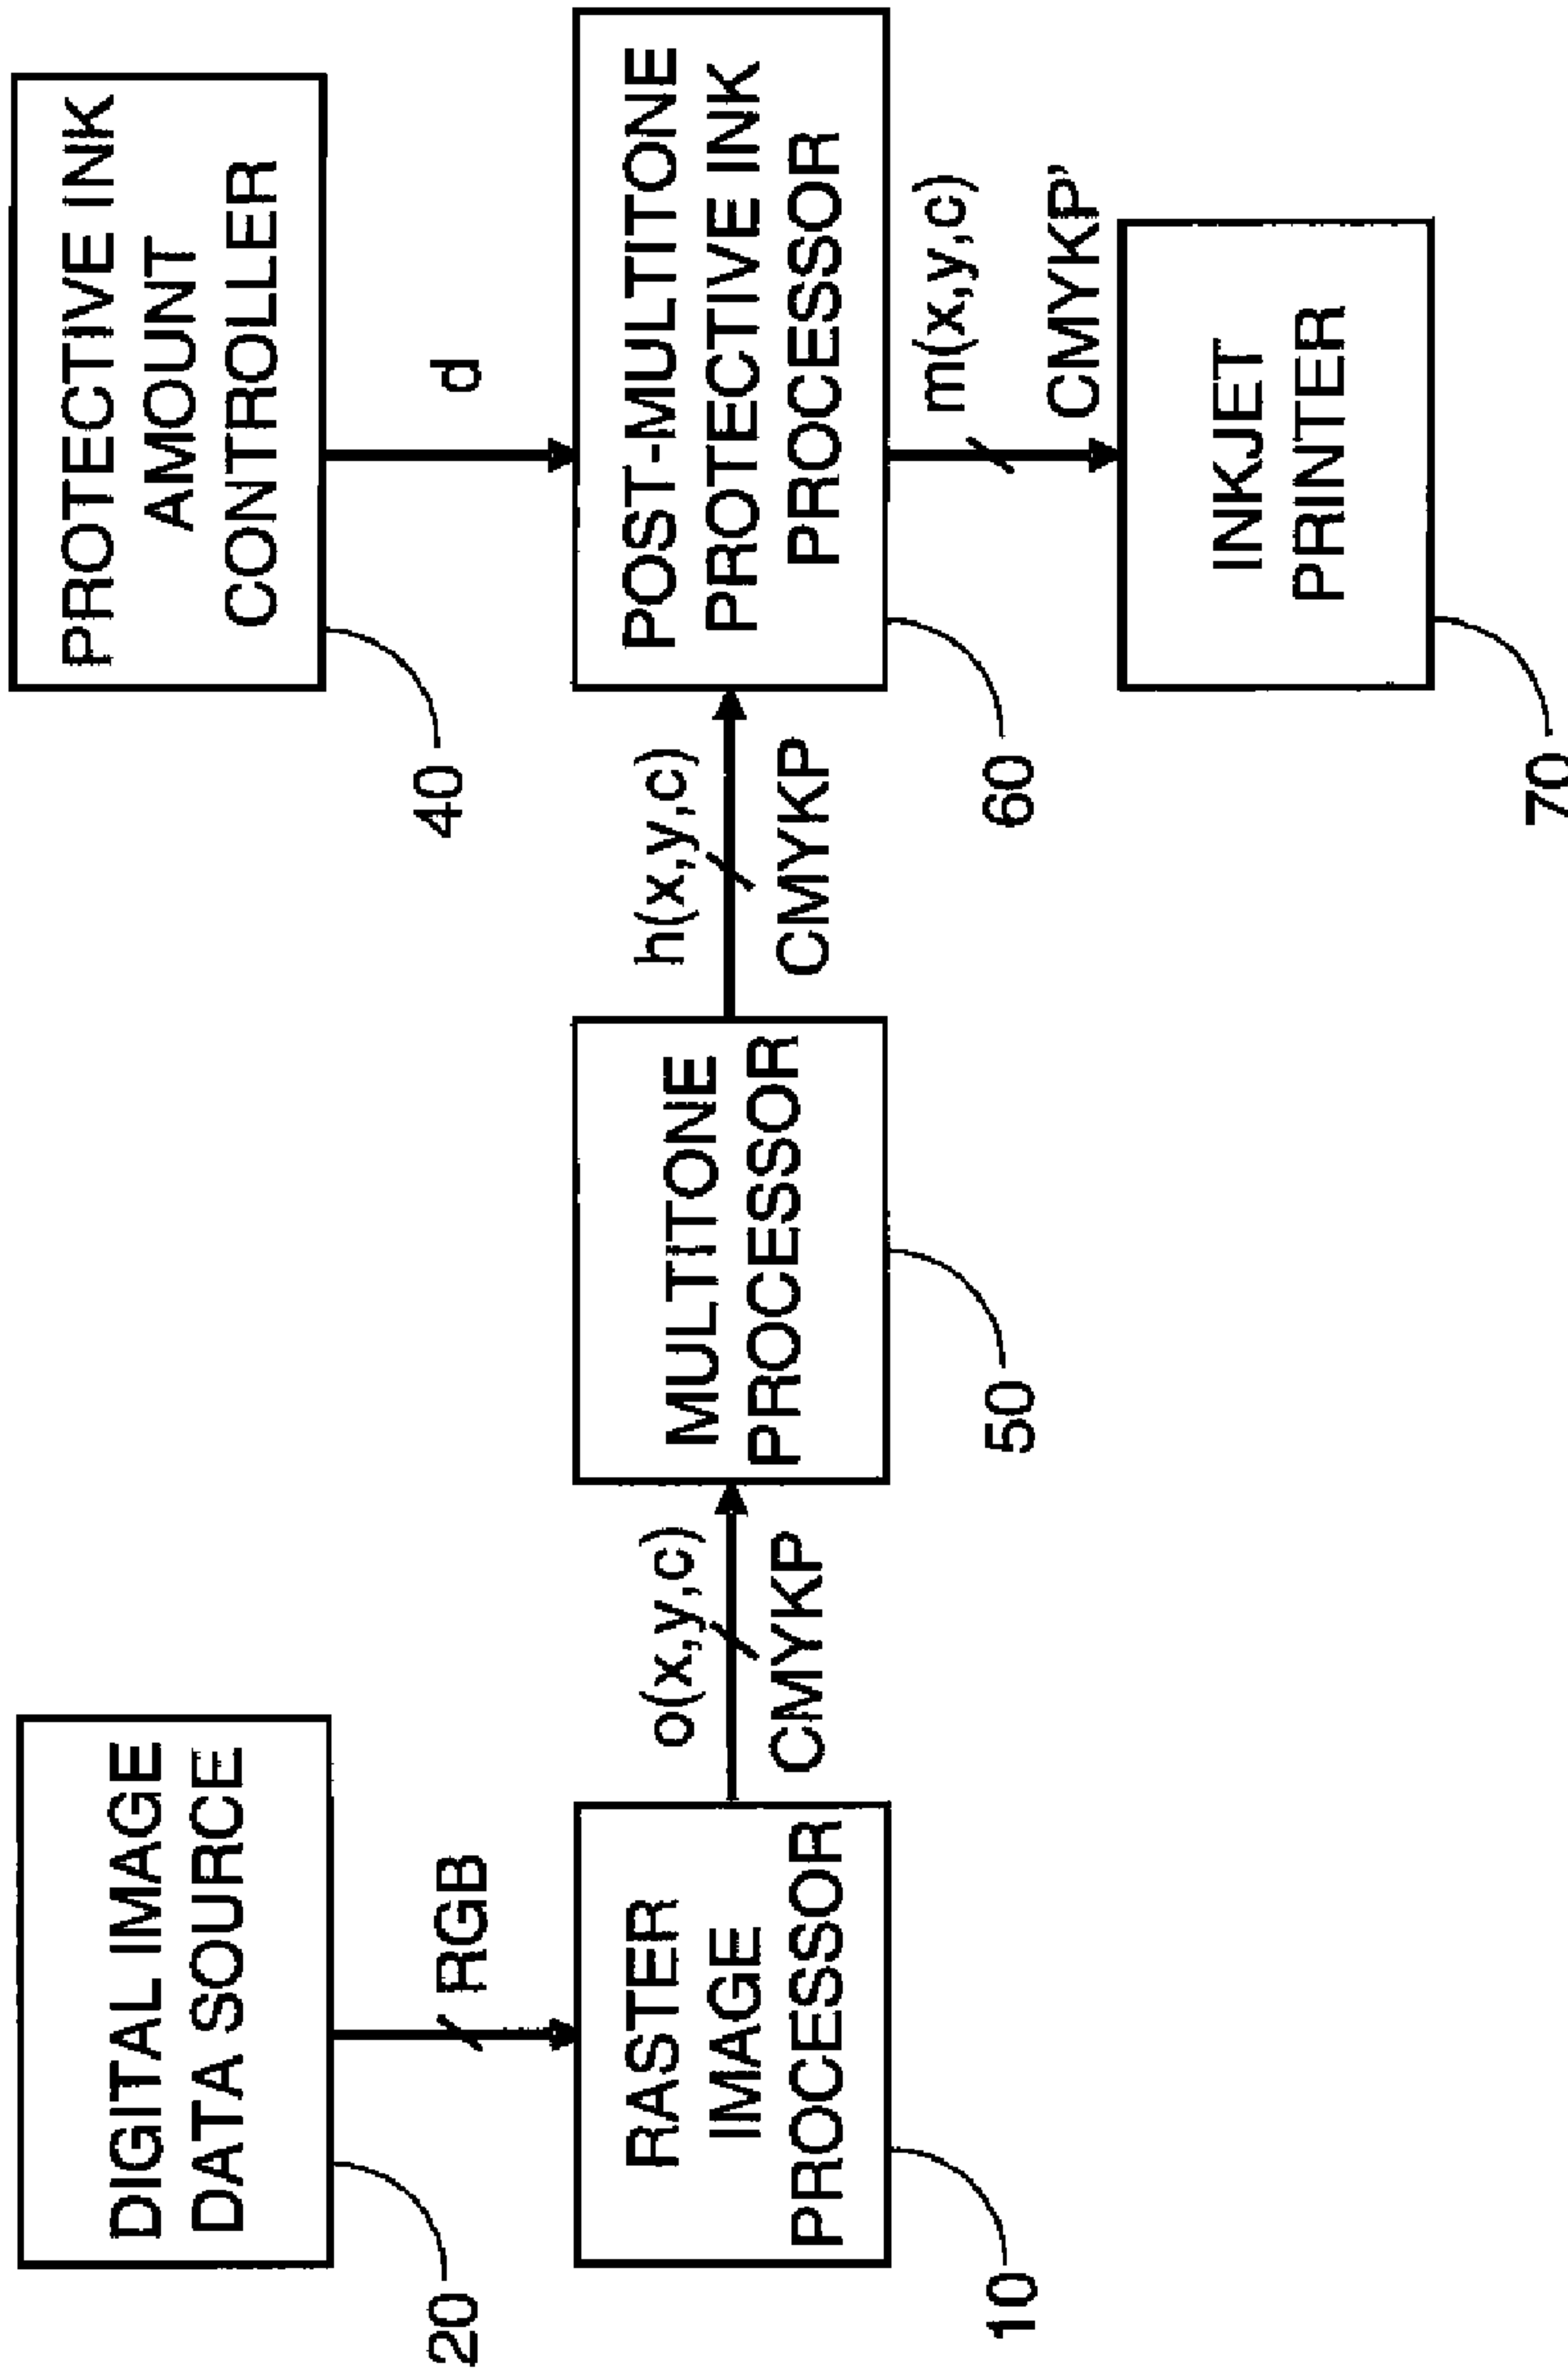 DIGITAL IMAGE
DATA SOURCE
20
RGB
RASTER
IMAGE
PROCESSOR
10
o(x,y,c)
CMYKP
MULTITONE
PROCESSOR
50
h(x,y,c)
CMYKP
PROTECTIVE INK
AMOUNT
CONTROLLER
40
d
POST-MULTITONE
PROTECTIVE INK
PROCESSOR
60
m(x,y,c)
CMYKP'
INKJET
PRINTER
70